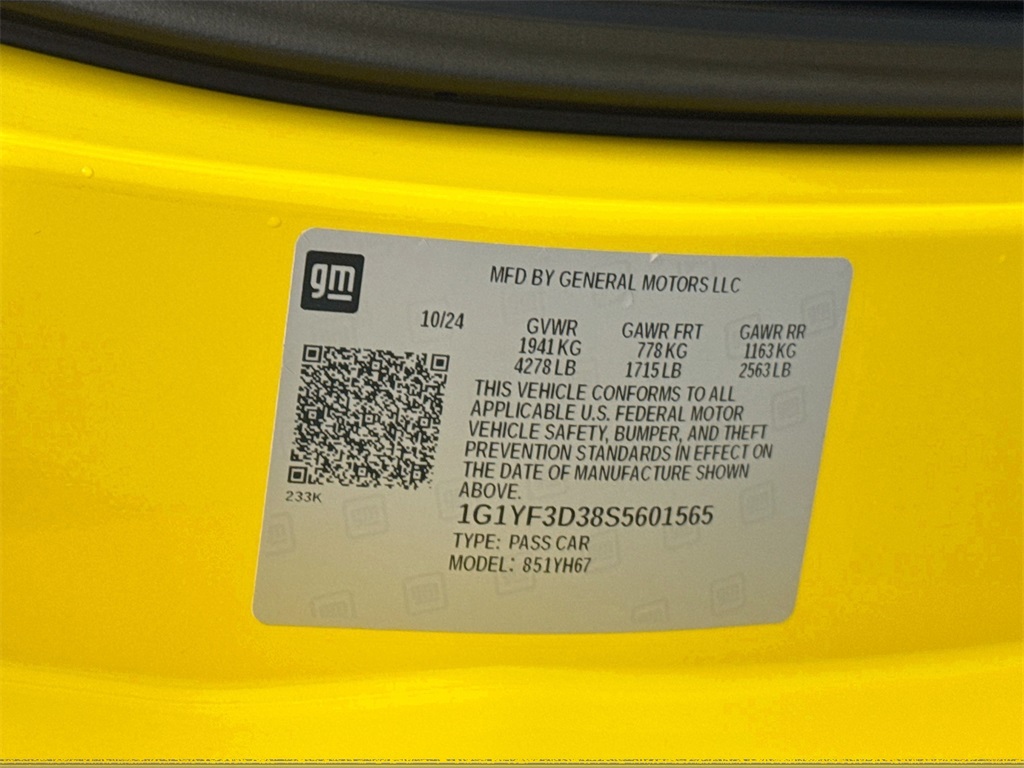 gm
MFD BY GENERAL MOTORS LLC
10/24
GVWR GAWR FRT GAWR RR
1941 KG 778 KG 1163 KG
4278 LB 1715 LB 2563 LB
THIS VEHICLE CONFORMS TO ALL
APPLICABLE U.S. FEDERAL MOTOR
VEHICLE SAFETY, BUMPER, AND THEFT
PREVENTION STANDARDS IN EFFECT ON
THE DATE OF MANUFACTURE SHOWN
ABOVE.
233K
1G1YF3D38S5601565
TYPE: PASS CAR
MODEL: 851YH67